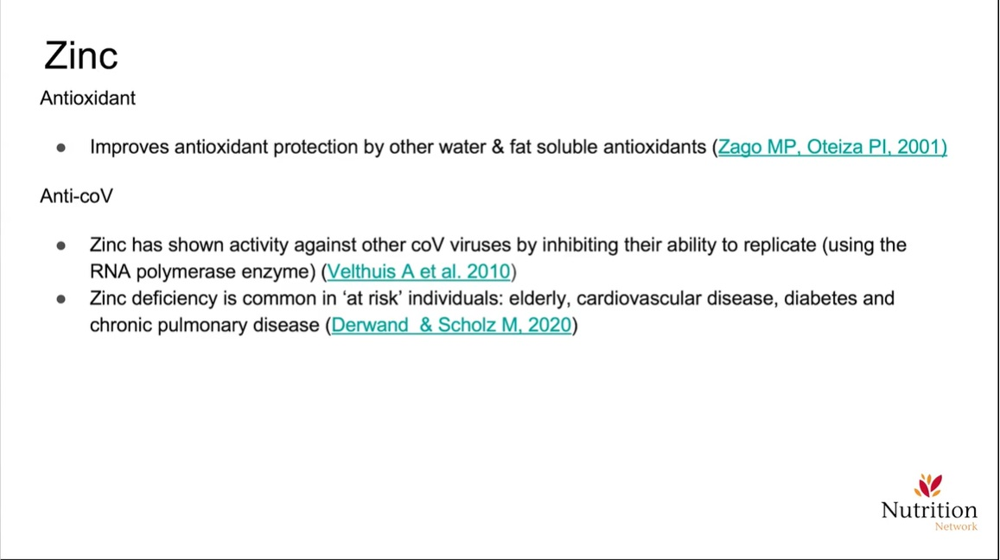 Zinc
Antioxidant
● Improves antioxidant protection by other water & fat soluble antioxidants (Zago MP, Oteiza PI, 2001)
Anti-coV
● Zinc has shown activity against other coV viruses by inhibiting their ability to replicate (using the
RNA polymerase enzyme) (Velthuis A et al. 2010)
● Zinc deficiency is common in ‘at risk’ individuals: elderly, cardiovascular disease, diabetes and
chronic pulmonary disease (Derwand  & Scholz M, 2020)
Nutrition
Network